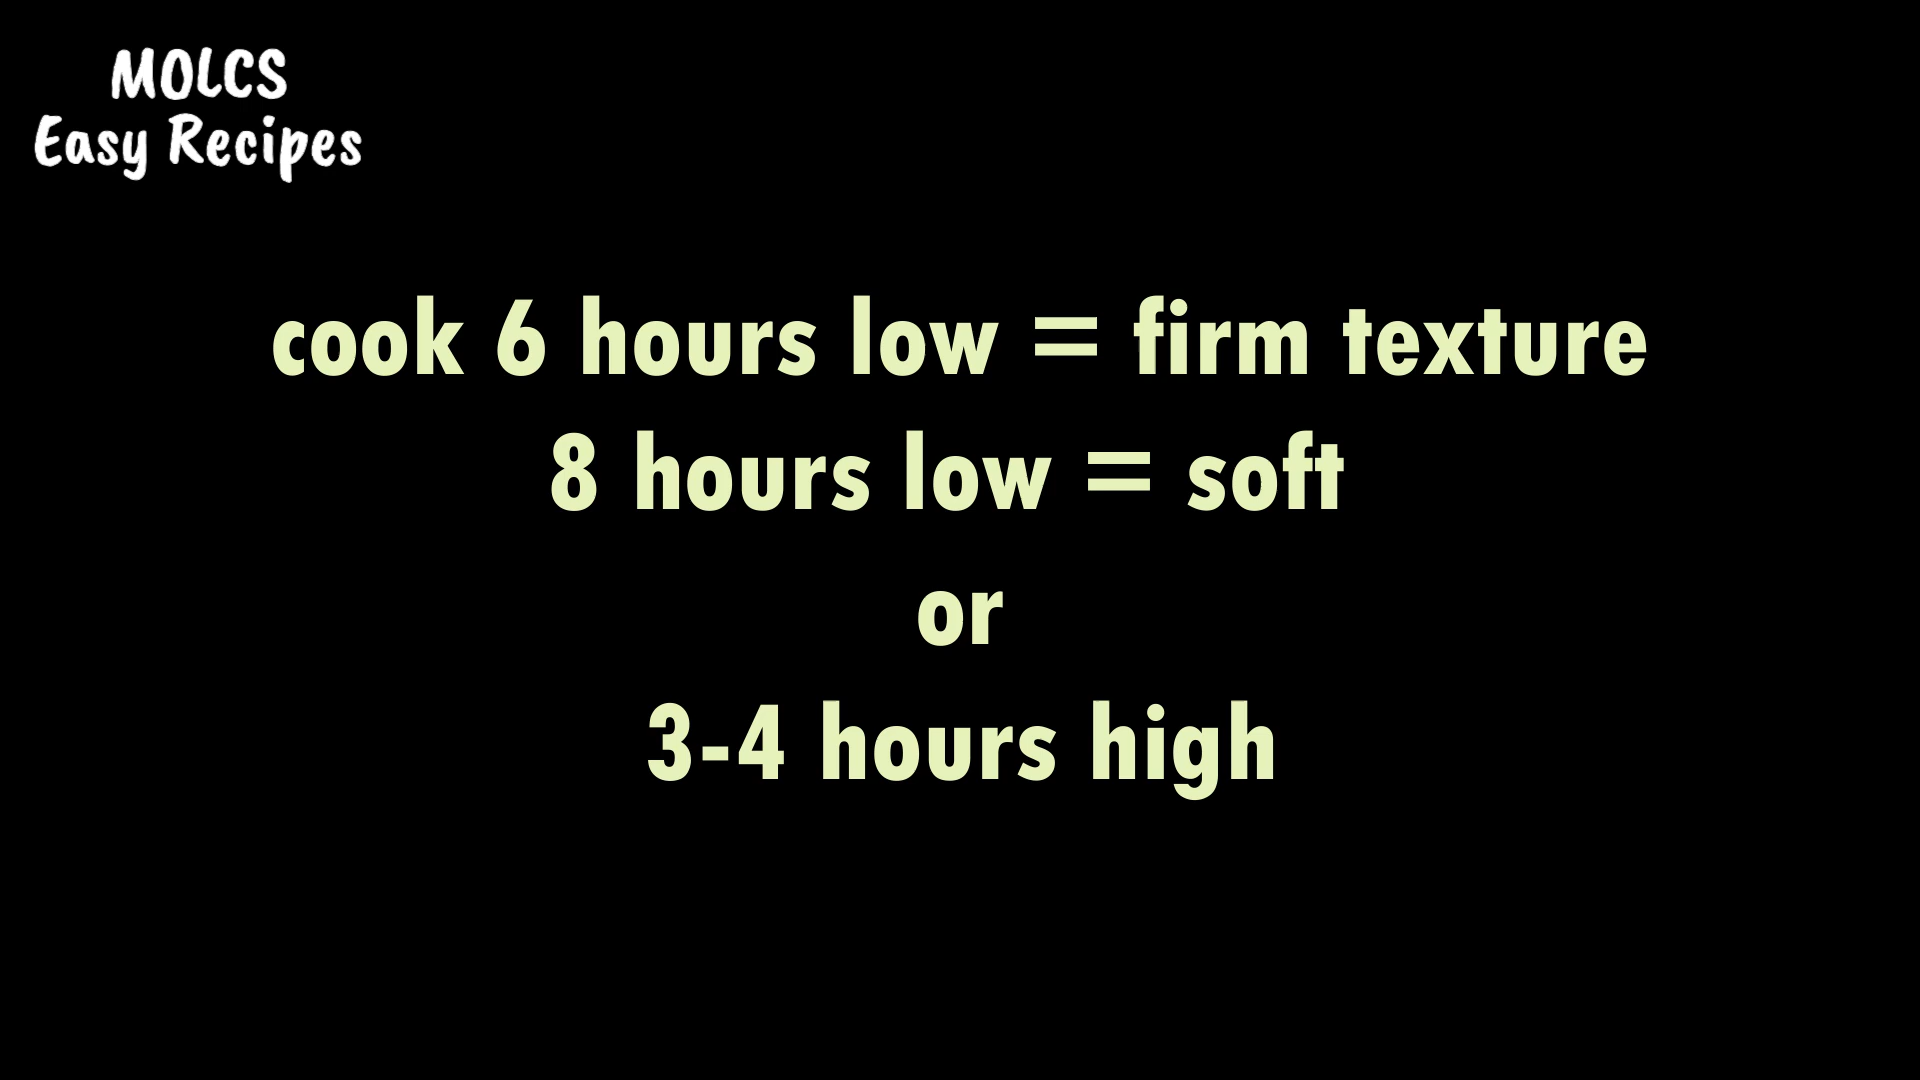 MOLCS
Easy Recipes
cook 6 hours low = firm texture
8 hours low = soft
or
3-4 hours high